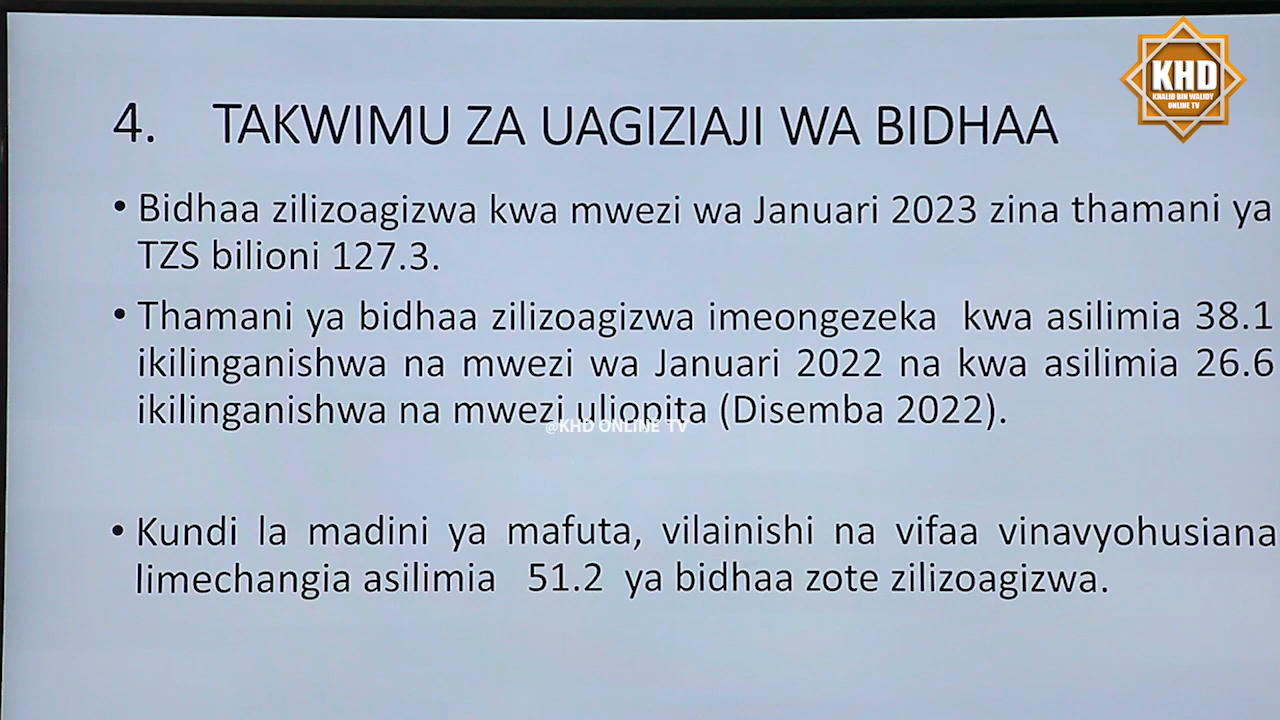 KHD
KHALID BIN WALIDY
ONLINE TV
4. TAKWIMU ZA UAGIZIAJI WA BIDHAA
• Bidhaa zilizoagizwa kwa mwezi wa Januari 2023 zina thamani ya
TZS bilioni 127.3.
• Thamani ya bidhaa zilizoagizwa imeongezeka kwa asilimia 38.1
ikilinganishwa na mwezi wa Januari 2022 na kwa asilimia 26.6
ikilinganishwa na mwezi uliopita (Disemba 2022).
@KHD ONLINE TV
• Kundi la madini ya mafuta, vilainishi na vifaa vinavyohusiana
limechangia asilimia 51.2 ya bidhaa zote zilizoagizwa.